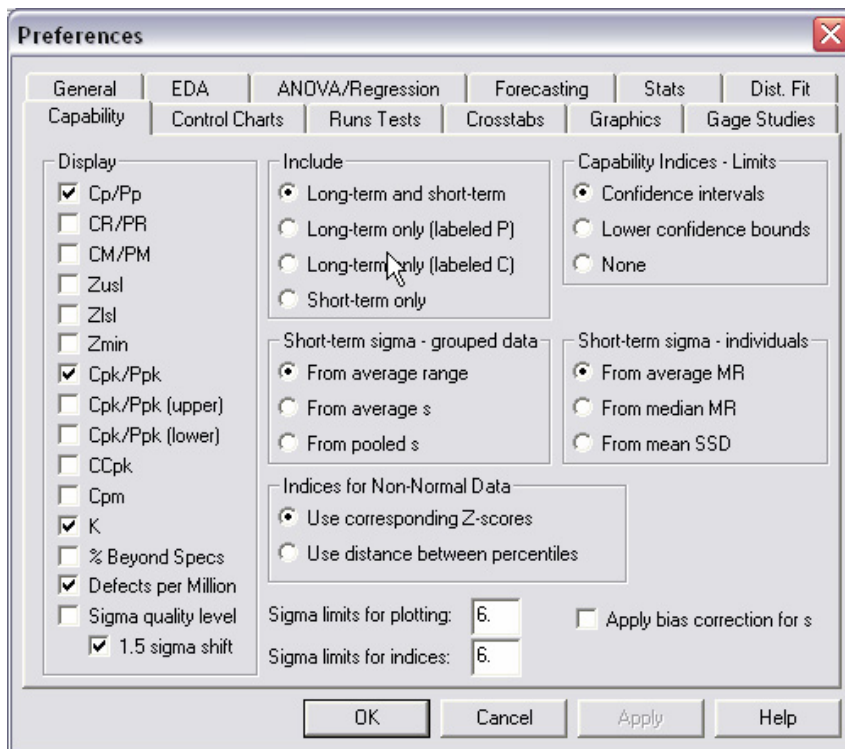 Preferences
General EDA ANOVA/Regression Forecasting Stats Dist. Fit
Capability Control Charts Runs Tests Crosstabs Graphics Gage Studies
Display
Cp/Pp
CR/PR
CM/PM
Zusl
Zlsl
Zmin
Cpk/Ppk
Cpk/Ppk (upper)
Cpk/Ppk (lower)
CCpk
Cpm
K
% Beyond Specs
Defects per Million
Sigma quality level
1.5 sigma shift
Include
Long-term and short-term
Long-term only (labeled P)
Long-term only (labeled C)
Short-term only
Capability Indices - Limits
Confidence intervals
Lower confidence bounds
None
Short-term sigma - grouped data
From average range
From average s
From pooled s
Short-term sigma - individuals
From average MR
From median MR
From mean SSD
Indices for Non-Normal Data
Use corresponding Z-scores
Use distance between percentiles
Sigma limits for plotting: 6.
Sigma limits for indices: 6.
Apply bias correction for s
OK Cancel Apply Help